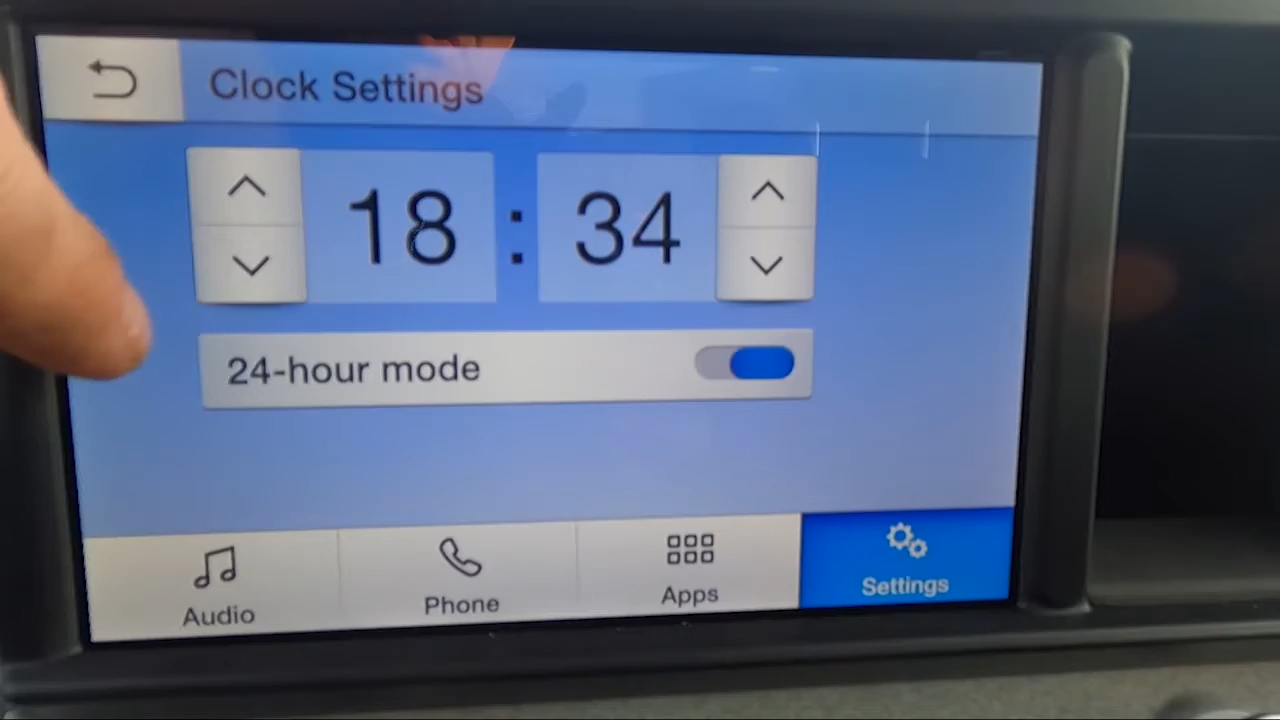 Clock Settings
18 : 34
24-hour mode
Audio
Phone
Apps
Settings